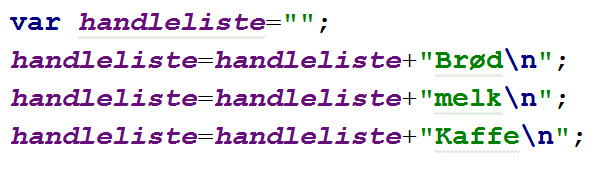 var handleliste="";
handleliste=handleliste+"Brød\n";
handleliste=handleliste+"melk\n";
handleliste=handleliste+"Kaffe\n";